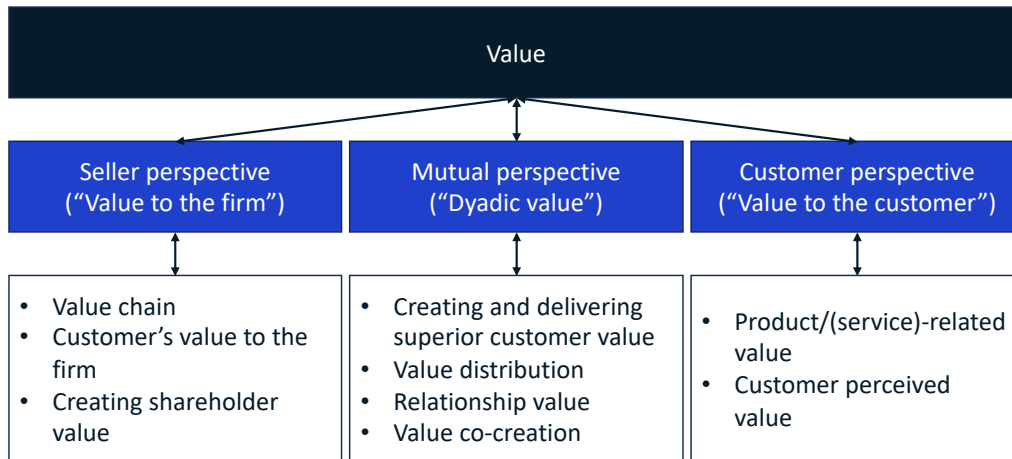 Value
Seller perspective
(“Value to the firm”)
Mutual perspective
(“Dyadic value”)
Customer perspective
(“Value to the customer”)
• Value chain
• Customer’s value to the
firm
• Creating shareholder
value
• Creating and delivering
superior customer value
• Value distribution
• Relationship value
• Value co-creation
• Product/(service)-related
value
• Customer perceived
value